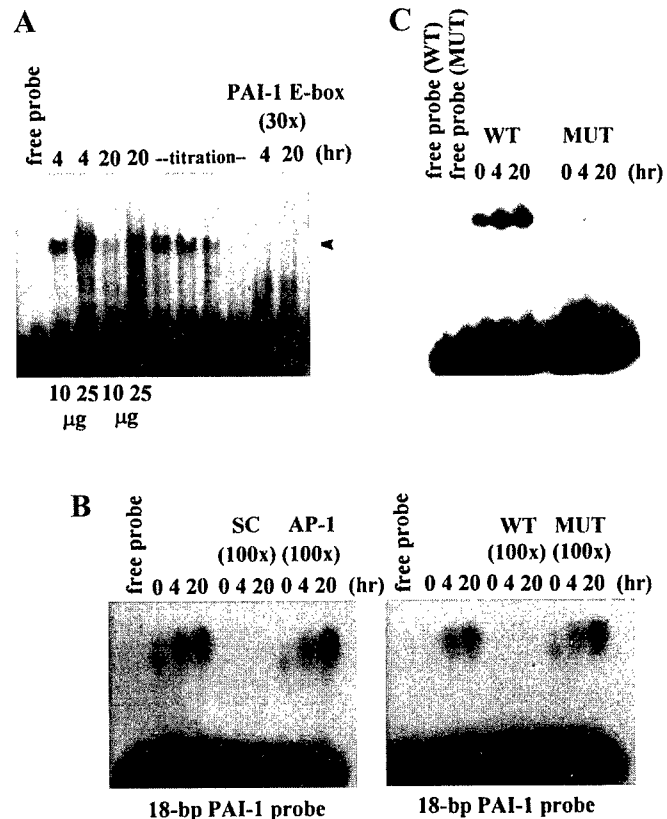 A
free probe
PAI-1 E-box
(30x)
4 4 20 20 --titration-- 4 20 (hr)
10 25 10 25
μg μg
C
free probe (WT)
free probe (MUT)
WT MUT
0 4 20 0 4 20 (hr)
B
free probe
SC AP-1
(100x) (100x)
0 4 20 0 4 20 0 4 20 (hr)
18-bp PAI-1 probe
free probe
WT MUT
(100x) (100x)
0 4 20 0 4 20 0 4 20 (hr)
18-bp PAI-1 probe